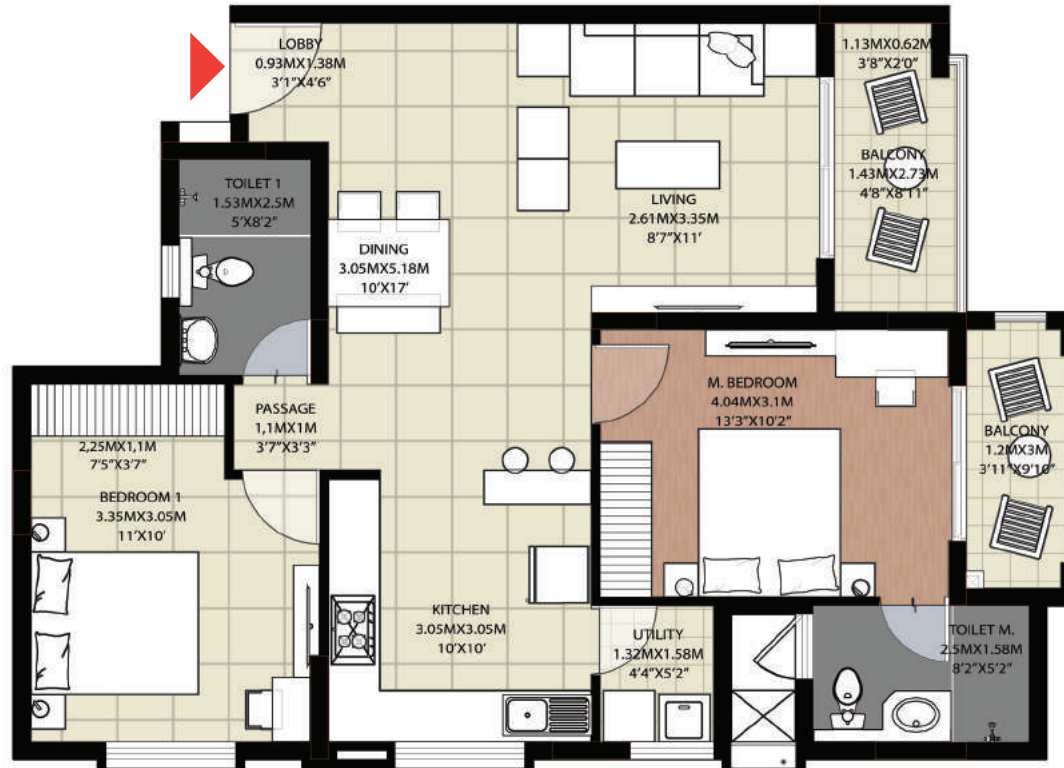 LOBBY
0.93MX1.38M
3'1"X4'6"
1.13MX0.62M
3'8"X2'0"
BALCONY
1.43MX2.73M
4'8"X8'11"
TOILET 1
1.53MX2.5M
5'X8'2"
LIVING
2.61MX3.35M
8'7"X11'
DINING
3.05MX5.18M
10'X17'
M. BEDROOM
4.04MX3.1M
13'3"X10'2"
PASSAGE
1,1MX1M
3'7"X3'3"
BALCONY
1.2MX3M
3'11"X9'10"
2,25MX1,1M
7'5"X3'7"
BEDROOM 1
3.35MX3.05M
11'X10'
KITCHEN
3.05MX3.05M
10'X10'
UTILITY
1.32MX1.58M
4'4"X5'2"
TOILET M.
2.5MX1.58M
8'2"X5'2"